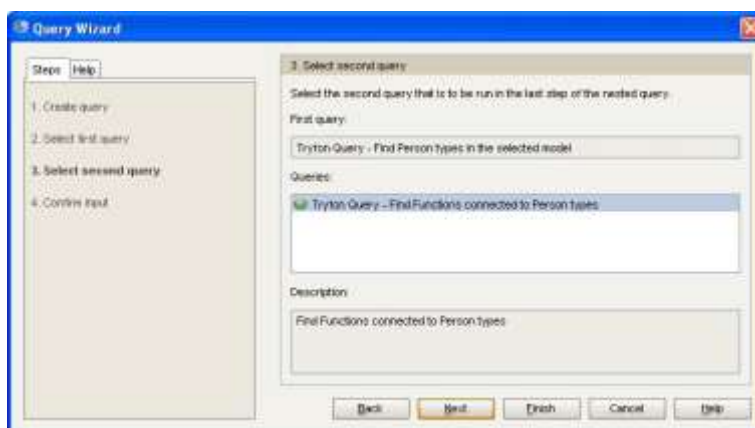 Query Wizard
Steps Help
1. Create query
2. Select first query
3. Select second query
4. Confirm input
3. Select second query
Select the second query that is to be run in the last step of the nested query.
First query:
Tryton Query - Find Person types in the selected model
Queries:
Tryton Query - Find Functions connected to Person types
Description:
Find Functions connected to Person types
Back Next Finish Cancel Help